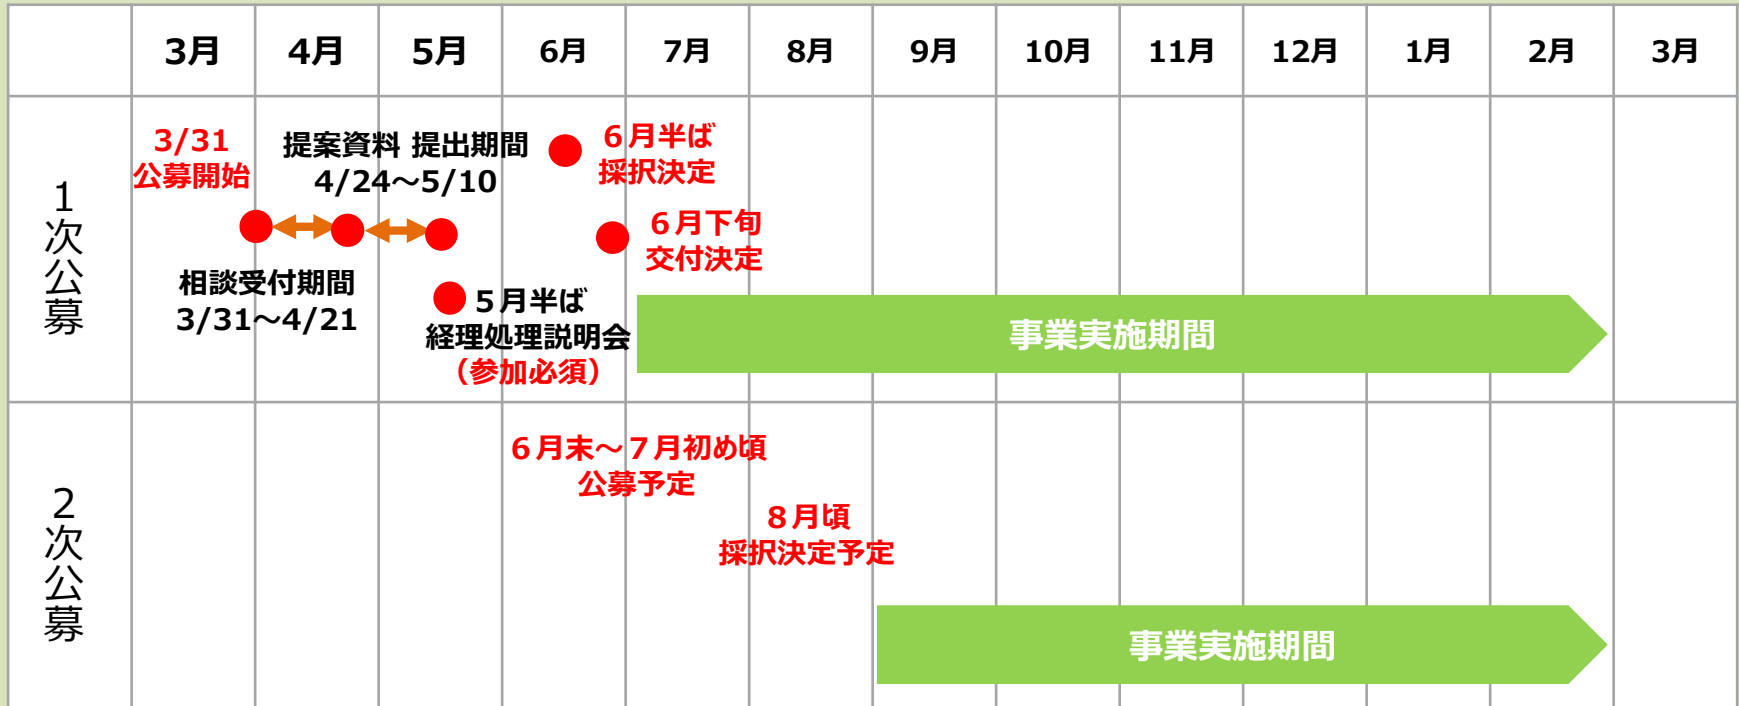 3月 4月 5月 6月 7月 8月 9月 10月 11月 12月 1月 2月 3月
1次公募
3/31
公募開始
提案資料 提出期間
4/24～5/10
6月半ば
採択決定
6月下旬
交付決定
相談受付期間
3/31～4/21
5月半ば
経理処理説明会
（参加必須）
事業実施期間
2次公募
6月末～7月初め頃
公募予定
8月頃
採択決定予定
事業実施期間